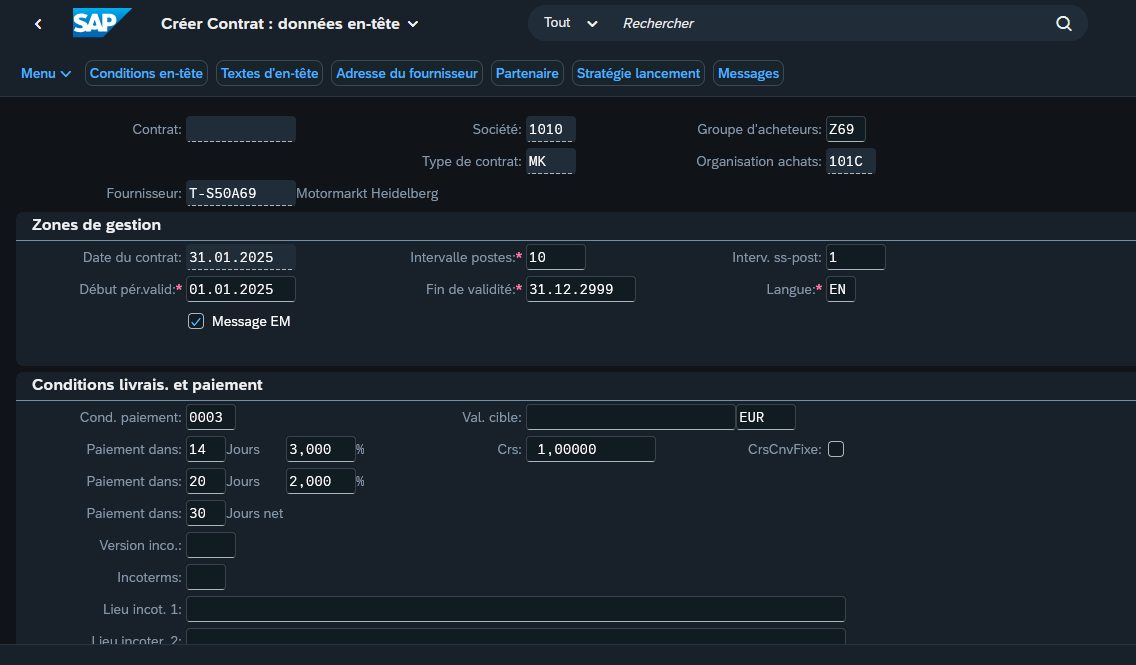 SAP Créer Contrat : données en-tête Tout Rechercher
Menu Conditions en-tête Textes d'en-tête Adresse du fournisseur Partenaire Stratégie lancement Messages
Contrat: Société: 1010 Groupe d'acheteurs: Z69
Type de contrat: MK Organisation achats: 101C
Fournisseur: T-S50A69 Motormarkt Heidelberg
Zones de gestion
Date du contrat: 31.01.2025 Intervalle postes:* 10 Interv. ss-post: 1
Début pér.valid:* 01.01.2025 Fin de validité:* 31.12.2999 Langue:* EN
Message EM
Conditions livrais. et paiement
Cond. paiement: 0003 Val. cible: EUR
Paiement dans: 14 Jours 3,000 % Crs: 1,00000 CrsCnvFixe:
Paiement dans: 20 Jours 2,000 %
Paiement dans: 30 Jours net
Version inco.:
Incoterms:
Lieu incot. 1:
Lieu incoter. 2: